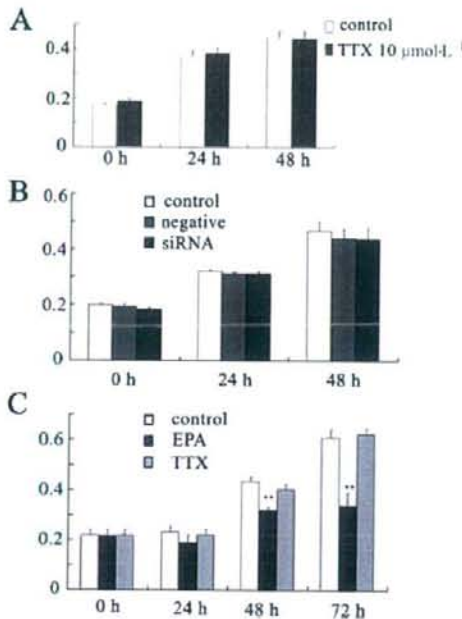 A
control
TTX 10 μmol·L
0.4
0.2
0
0 h 24 h 48 h
B
0.6
control
negative
siRNA
0.4
0.2
0
0 h 24 h 48 h
C
control
0.6
EPA
TTX
0.4
**
**
0.2
0
0 h 24 h 48 h 72 h